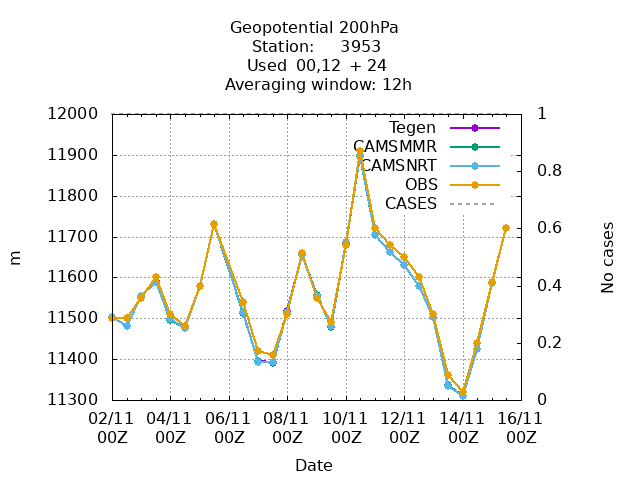 Geopotential 200hPa
Station: 3953
Used 00,12 + 24
Averaging window: 12h
12000
11900
11800
11700
11600
11500
11400
11300
m
1
0.8
0.6
0.4
0.2
0
No cases
Tegen
CAMSMMR
CAMSNRT
OBS
CASES
02/11 04/11 06/11 08/11 10/11 12/11 14/11 16/11
00Z 00Z 00Z 00Z 00Z 00Z 00Z 00Z
Date